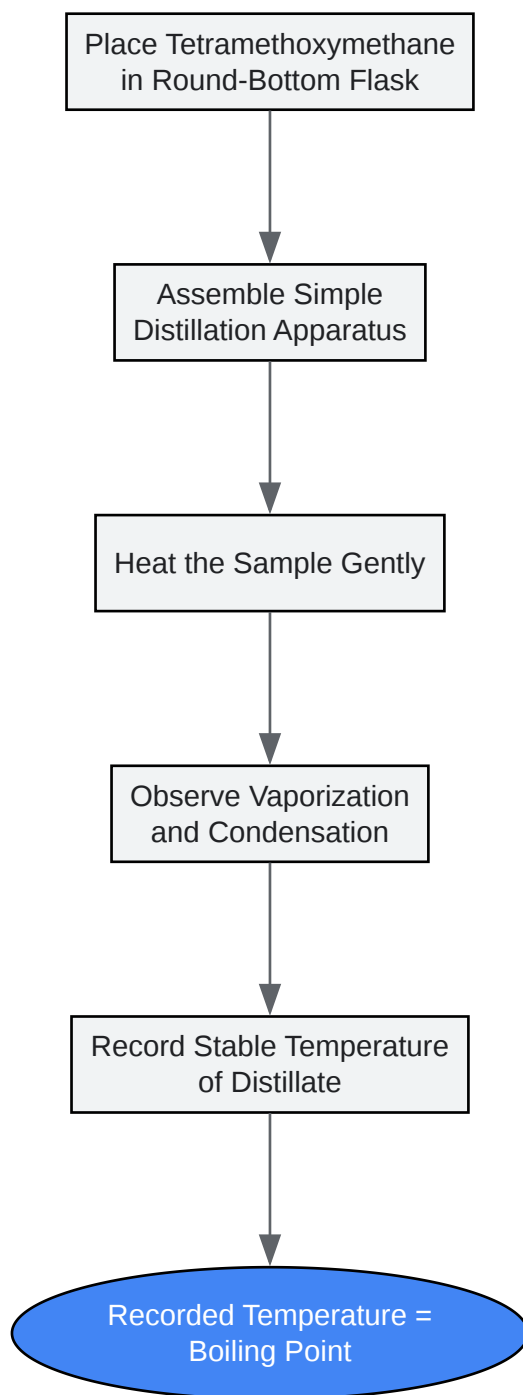 Place Tetramethoxymethane
in Round-Bottom Flask
Assemble Simple
Distillation Apparatus
Heat the Sample Gently
Observe Vaporization
and Condensation
Record Stable Temperature
of Distillate
Recorded Temperature =
Boiling Point